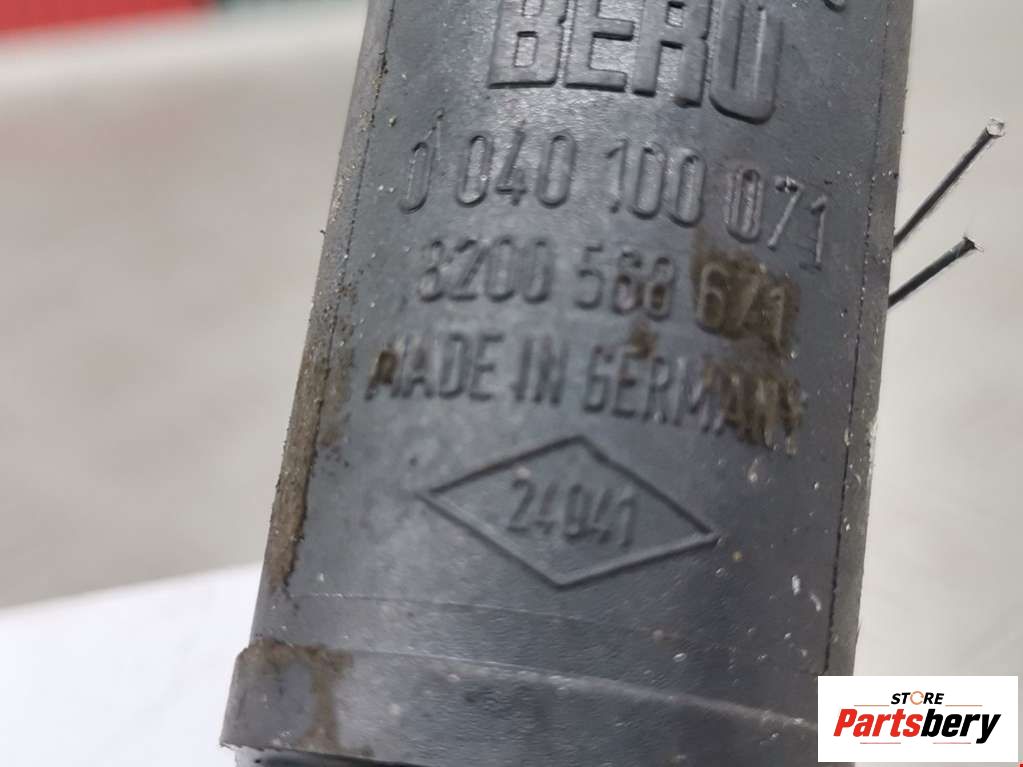 BERU
0 040 100 071
8200 568 671
MADE IN GERMANY
24041
STORE
Partsbery